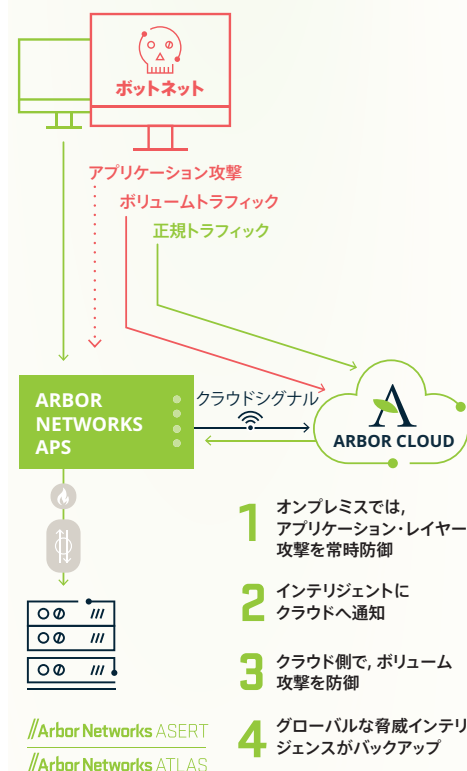 ボットネット
アプリケーション攻撃
ボリュームトラフィック
正規トラフィック
ARBOR
NETWORKS
APS
クラウドシグナル
ARBOR CLOUD
1 オンプレミスでは,
アプリケーション・レイヤー
攻撃を常時防御
2 インテリジェントに
クラウドへ通知
3 クラウド側で, ボリューム
攻撃を防御
4 グローバルな脅威インテリ
ジェンスがバックアップ
//Arbor Networks ASERT
//Arbor Networks ATLAS